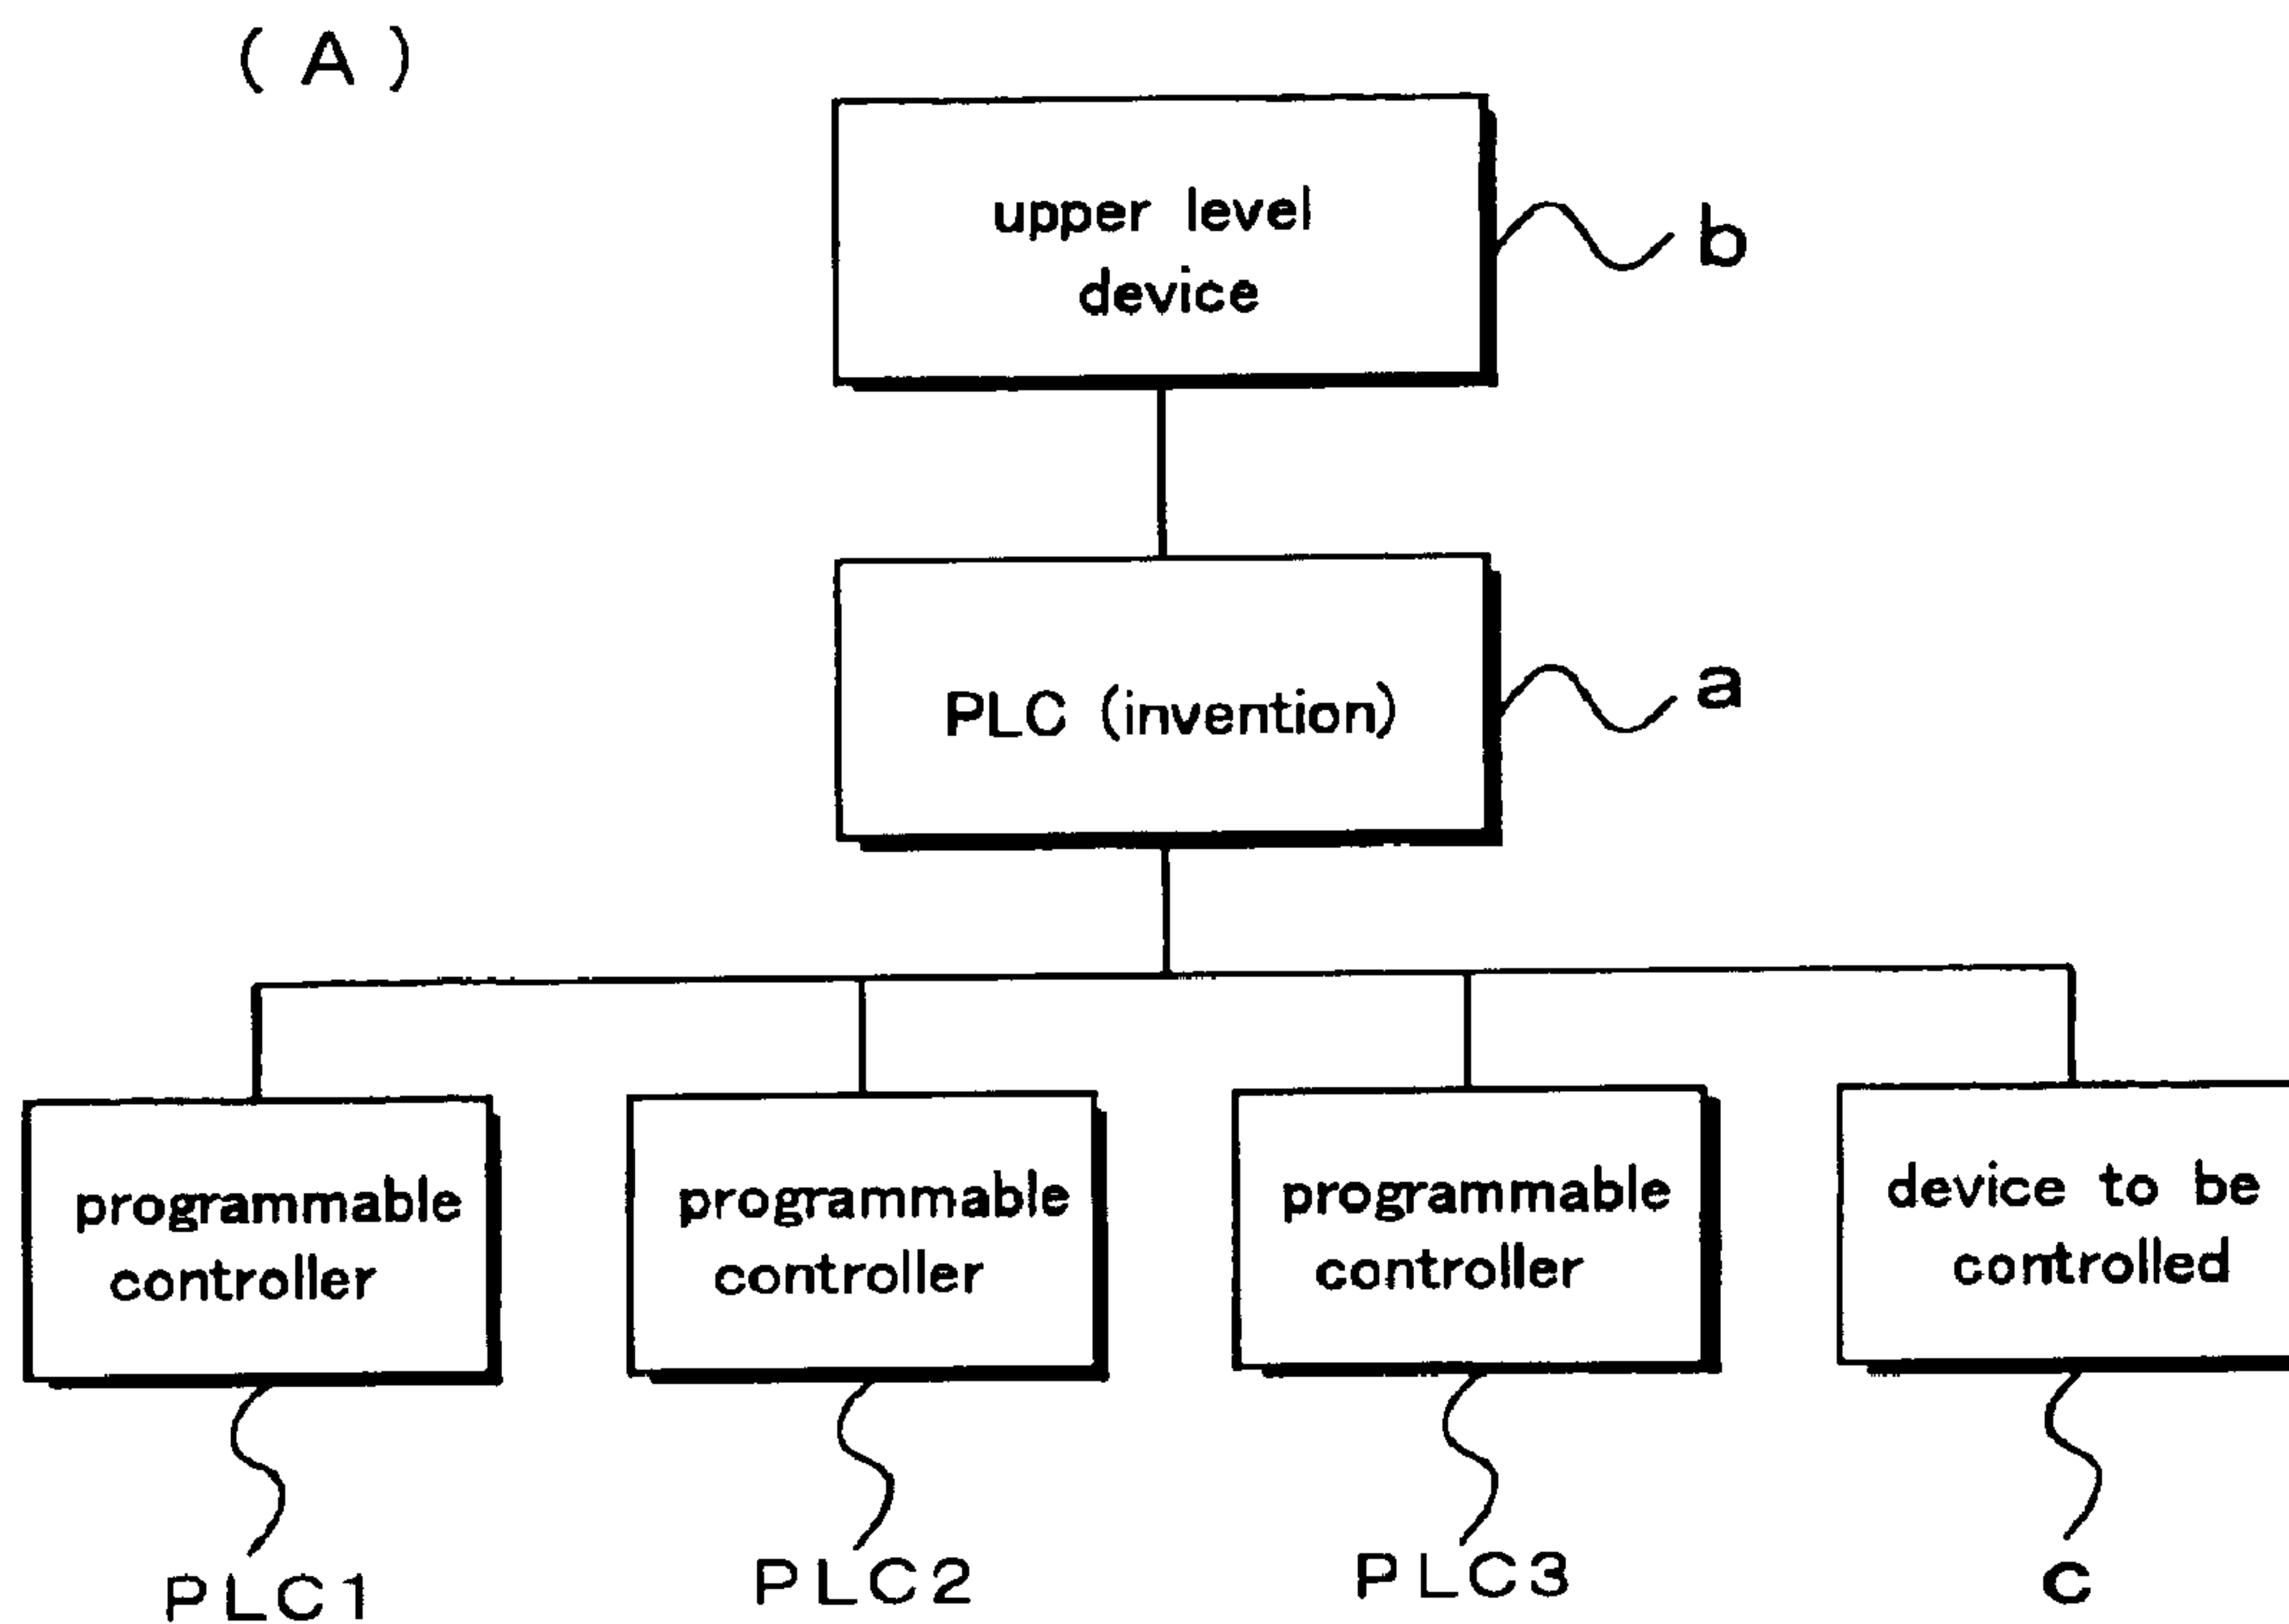 ( A )
upper level
device
b
PLC (invention)
a
programmable
controller
programmable
controller
programmable
controller
device to be
controlled
PLC1
PLC2
PLC3
c